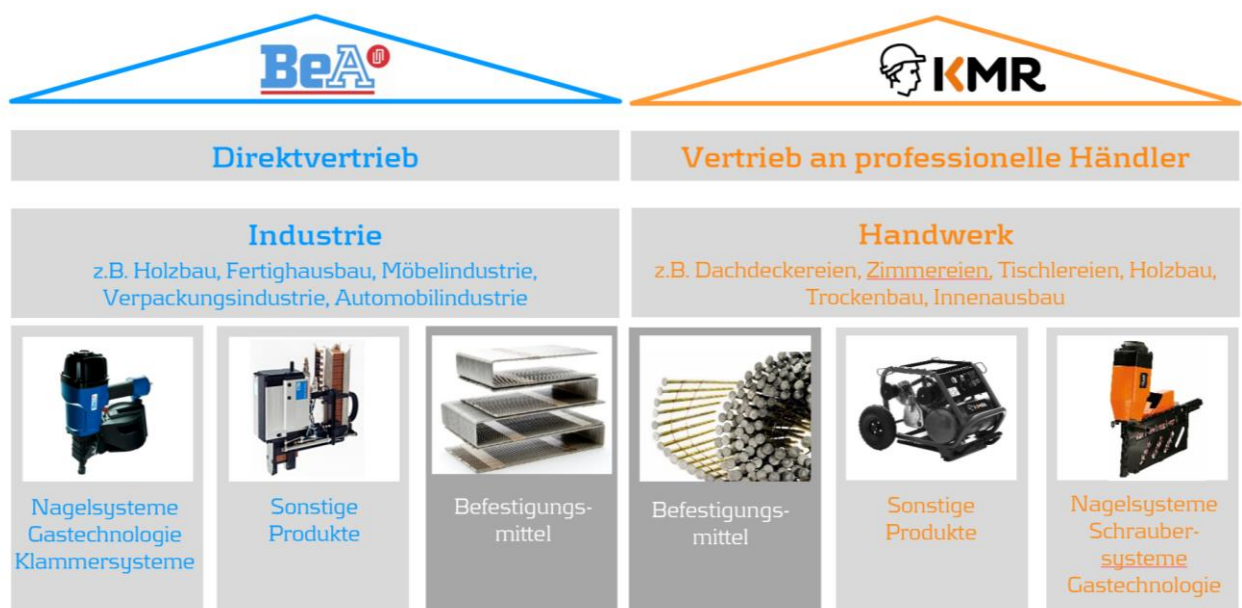 BeA
KMR
Direktvertrieb
Vertrieb an professionelle Händler
Industrie
z.B. Holzbau, Fertighausbau, Möbelindustrie,
Verpackungsindustrie, Automobilindustrie
Handwerk
z.B. Dachdeckereien, Zimmereien, Tischlereien, Holzbau,
Trockenbau, Innenausbau
Nagelsysteme
Gastechnologie
Klammersysteme
Sonstige
Produkte
Befestigungs-
mittel
Befestigungs-
mittel
Sonstige
Produkte
Nagelsysteme
Schrauber-
systeme
Gastechnologie